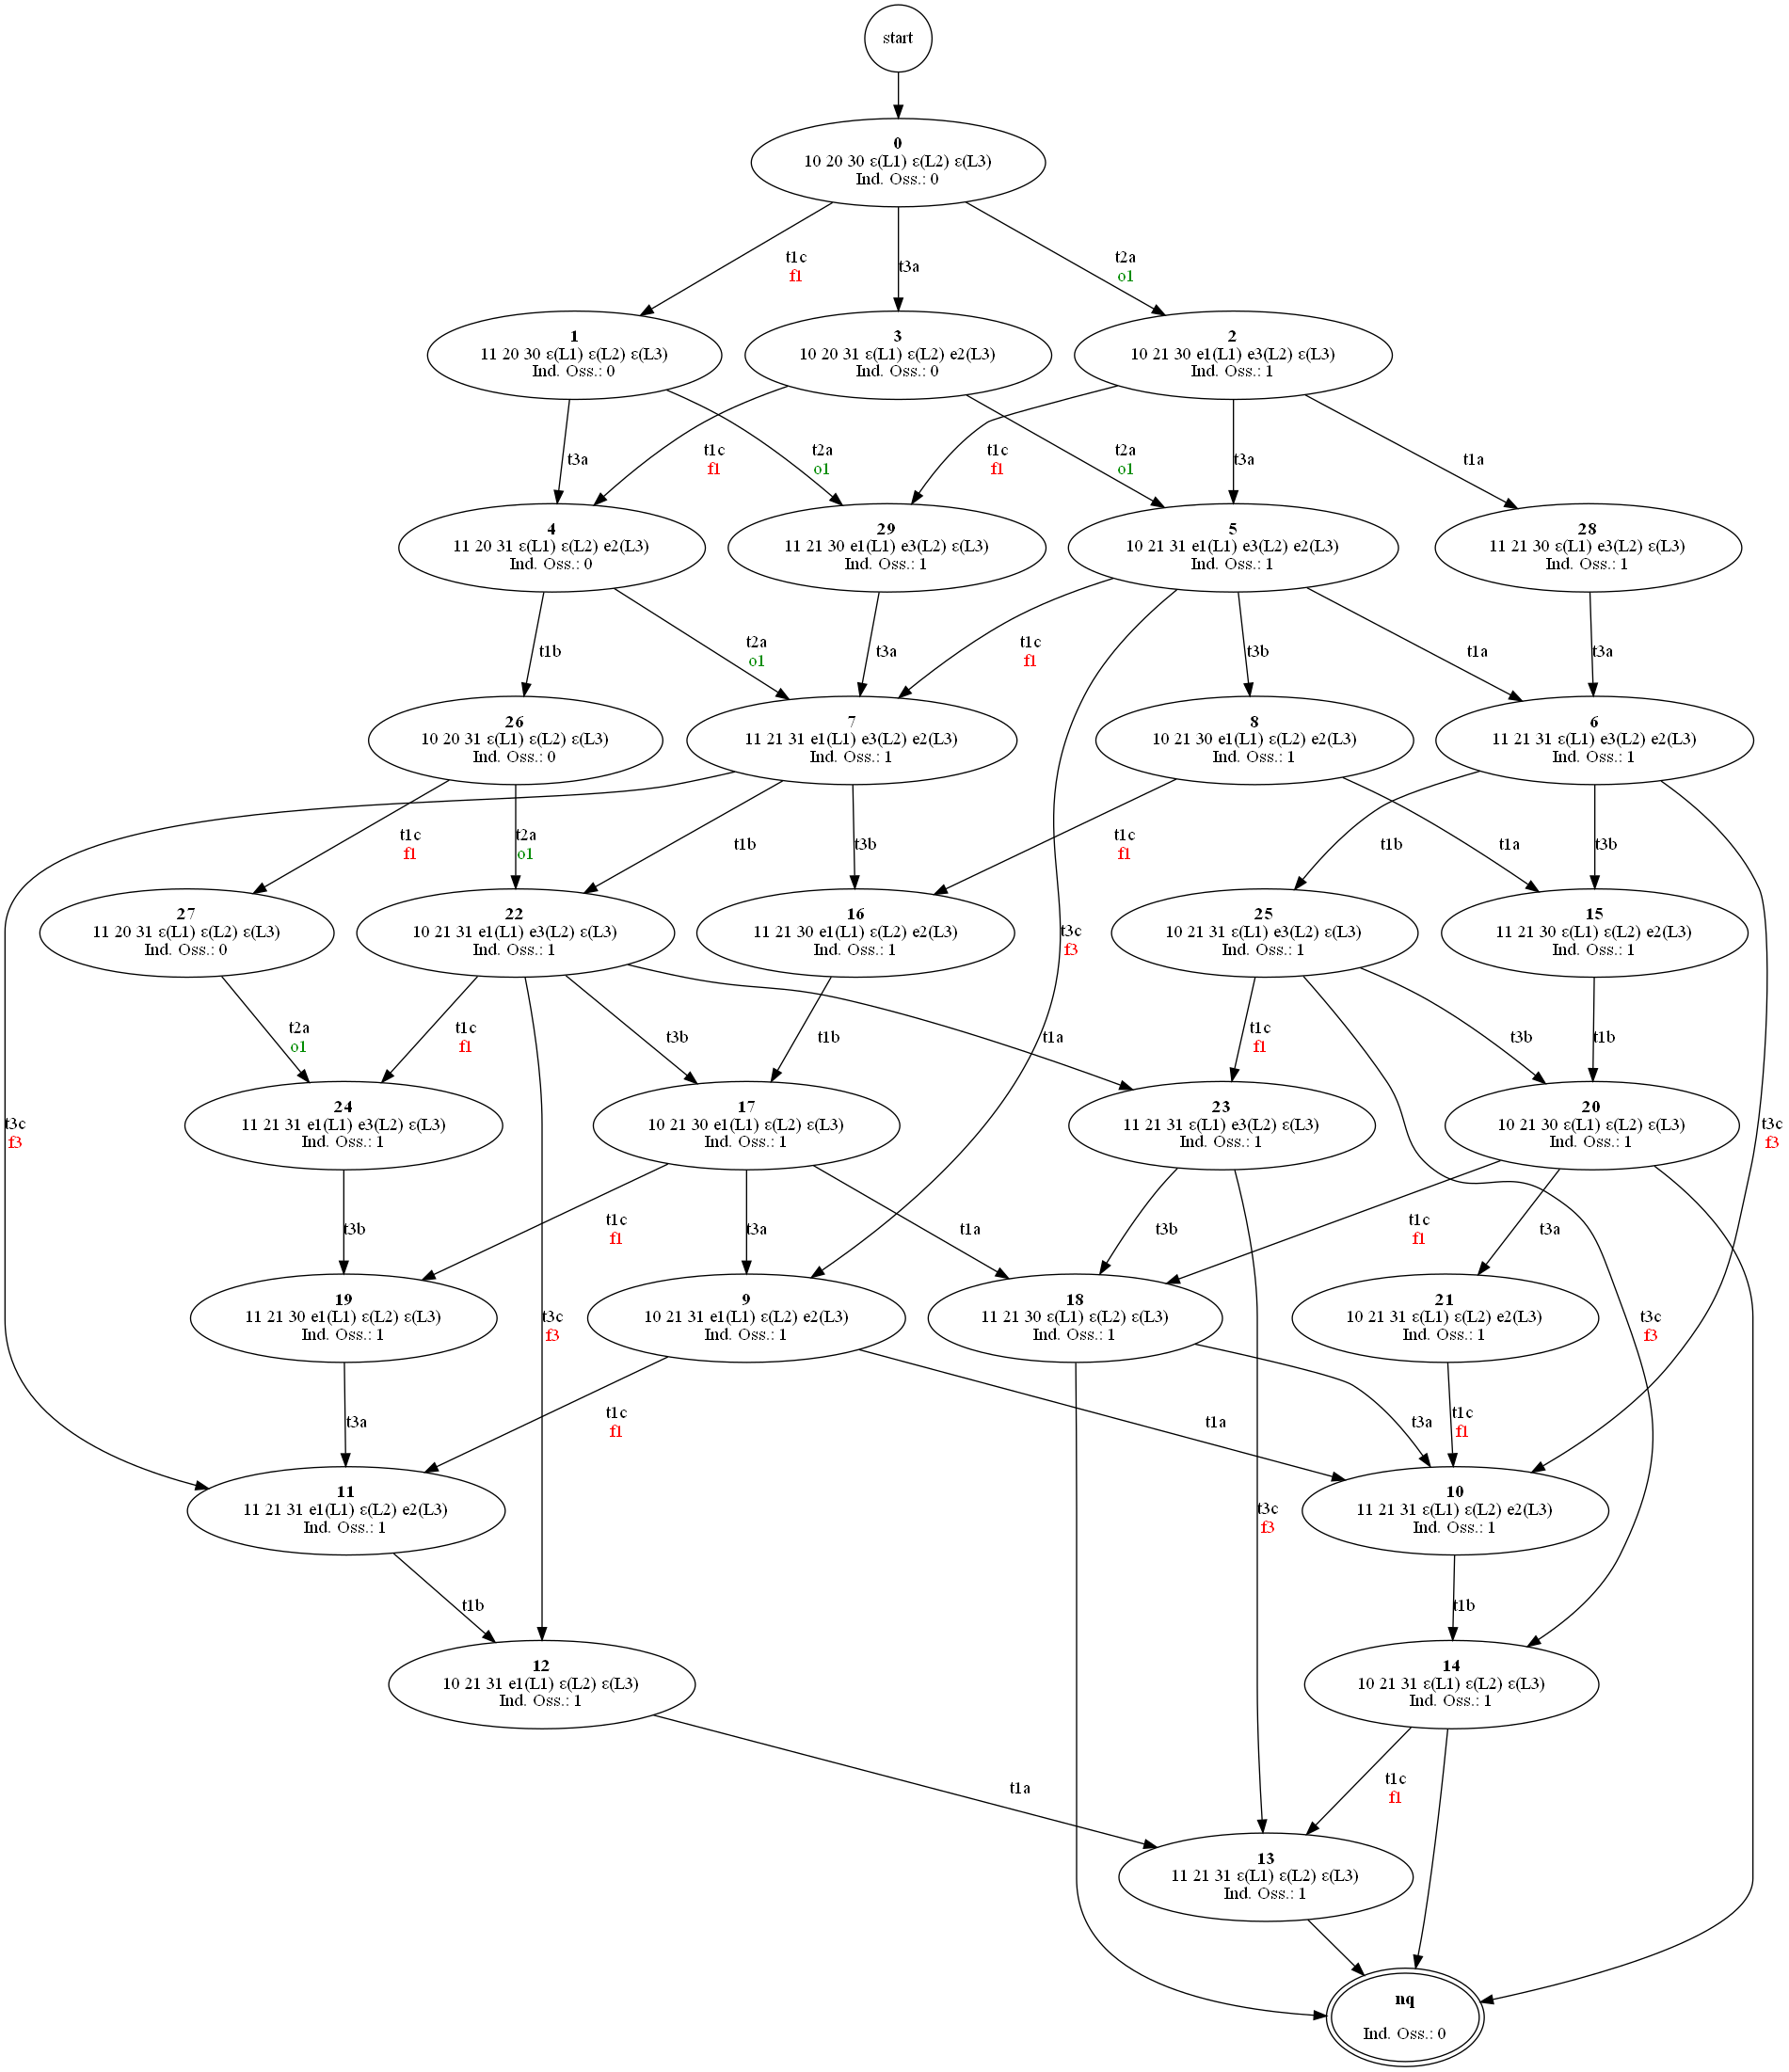 start
0
10 20 30 ε(L1) ε(L2) ε(L3)
Ind. Oss.: 0
t1c
f1
t3a
t2a
o1
1
11 20 30 ε(L1) ε(L2) ε(L3)
Ind. Oss.: 0
3
10 20 31 ε(L1) ε(L2) e2(L3)
Ind. Oss.: 0
2
10 21 30 e1(L1) e3(L2) ε(L3)
Ind. Oss.: 1
t3a
t1c
f1
t2a
o1
t1c
f1
t2a
o1
t3a
t1a
4
11 20 31 ε(L1) ε(L2) e2(L3)
Ind. Oss.: 0
29
11 21 30 e1(L1) e3(L2) ε(L3)
Ind. Oss.: 1
5
10 21 31 e1(L1) e3(L2) e2(L3)
Ind. Oss.: 1
28
11 21 30 ε(L1) e3(L2) ε(L3)
Ind. Oss.: 1
t1b
t2a
o1
t3a
t1c
f1
t3b
t1a
t3a
26
10 20 31 ε(L1) ε(L2) ε(L3)
Ind. Oss.: 0
7
11 21 31 e1(L1) e3(L2) e2(L3)
Ind. Oss.: 1
8
10 21 30 e1(L1) ε(L2) e2(L3)
Ind. Oss.: 1
6
11 21 31 ε(L1) e3(L2) e2(L3)
Ind. Oss.: 1
t1c
f1
t2a
o1
t1b
t3b
t1c
f1
t1b
t1a
t3b
27
11 20 31 ε(L1) ε(L2) ε(L3)
Ind. Oss.: 0
22
10 21 31 e1(L1) e3(L2) ε(L3)
Ind. Oss.: 1
16
11 21 30 e1(L1) ε(L2) e2(L3)
Ind. Oss.: 1
t3c
f3
25
10 21 31 ε(L1) e3(L2) ε(L3)
Ind. Oss.: 1
15
11 21 30 ε(L1) ε(L2) e2(L3)
Ind. Oss.: 1
t2a
o1
t1c
f1
t3b
t1b
t1a
t1c
f1
t3b
t1b
t3c
f3
24
11 21 31 e1(L1) e3(L2) ε(L3)
Ind. Oss.: 1
17
10 21 30 e1(L1) ε(L2) ε(L3)
Ind. Oss.: 1
23
11 21 31 ε(L1) e3(L2) ε(L3)
Ind. Oss.: 1
20
10 21 30 ε(L1) ε(L2) ε(L3)
Ind. Oss.: 1
t3c
f3
t3b
t1c
f1
t3a
t1a
t3b
t1c
f1
t3a
19
11 21 30 e1(L1) ε(L2) ε(L3)
Ind. Oss.: 1
t3c
f3
9
10 21 31 e1(L1) ε(L2) e2(L3)
Ind. Oss.: 1
18
11 21 30 ε(L1) ε(L2) ε(L3)
Ind. Oss.: 1
21
10 21 31 ε(L1) ε(L2) e2(L3)
Ind. Oss.: 1
t3c
f3
t3a
t1c
f1
t1a
t3a
t1c
f1
11
11 21 31 e1(L1) ε(L2) e2(L3)
Ind. Oss.: 1
t3c
f3
10
11 21 31 ε(L1) ε(L2) e2(L3)
Ind. Oss.: 1
t1b
t1b
12
10 21 31 e1(L1) ε(L2) ε(L3)
Ind. Oss.: 1
14
10 21 31 ε(L1) ε(L2) ε(L3)
Ind. Oss.: 1
t1a
t1c
f1
13
11 21 31 ε(L1) ε(L2) ε(L3)
Ind. Oss.: 1
nq
Ind. Oss.: 0